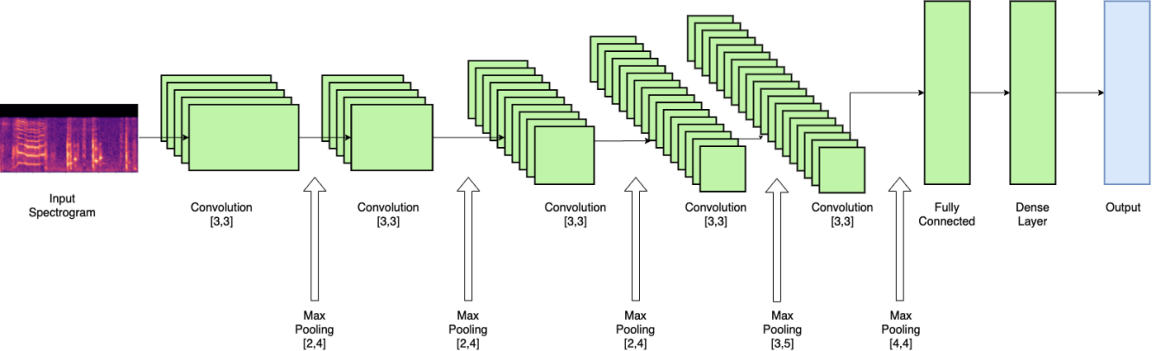 Input
Spectrogram
Convolution
[3,3]
Convolution
[3,3]
Convolution
[3,3]
Convolution
[3,3]
Convolution
[3,3]
Fully
Connected
Dense
Layer
Output
Max
Pooling
[2,4]
Max
Pooling
[2,4]
Max
Pooling
[2,4]
Max
Pooling
[3,5]
Max
Pooling
[4,4]